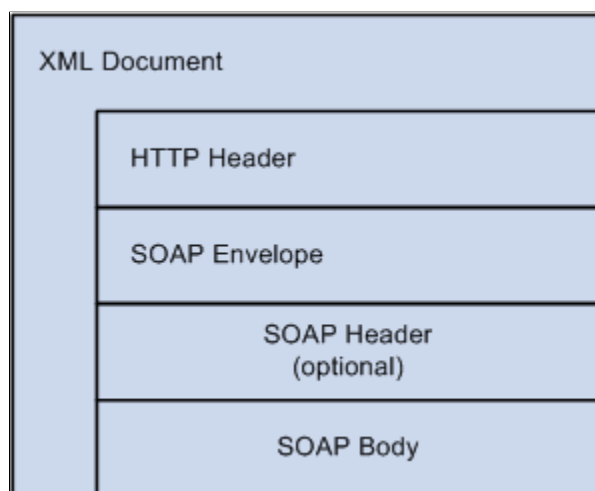 XML Document
HTTP Header
SOAP Envelope
SOAP Header
(optional)
SOAP Body